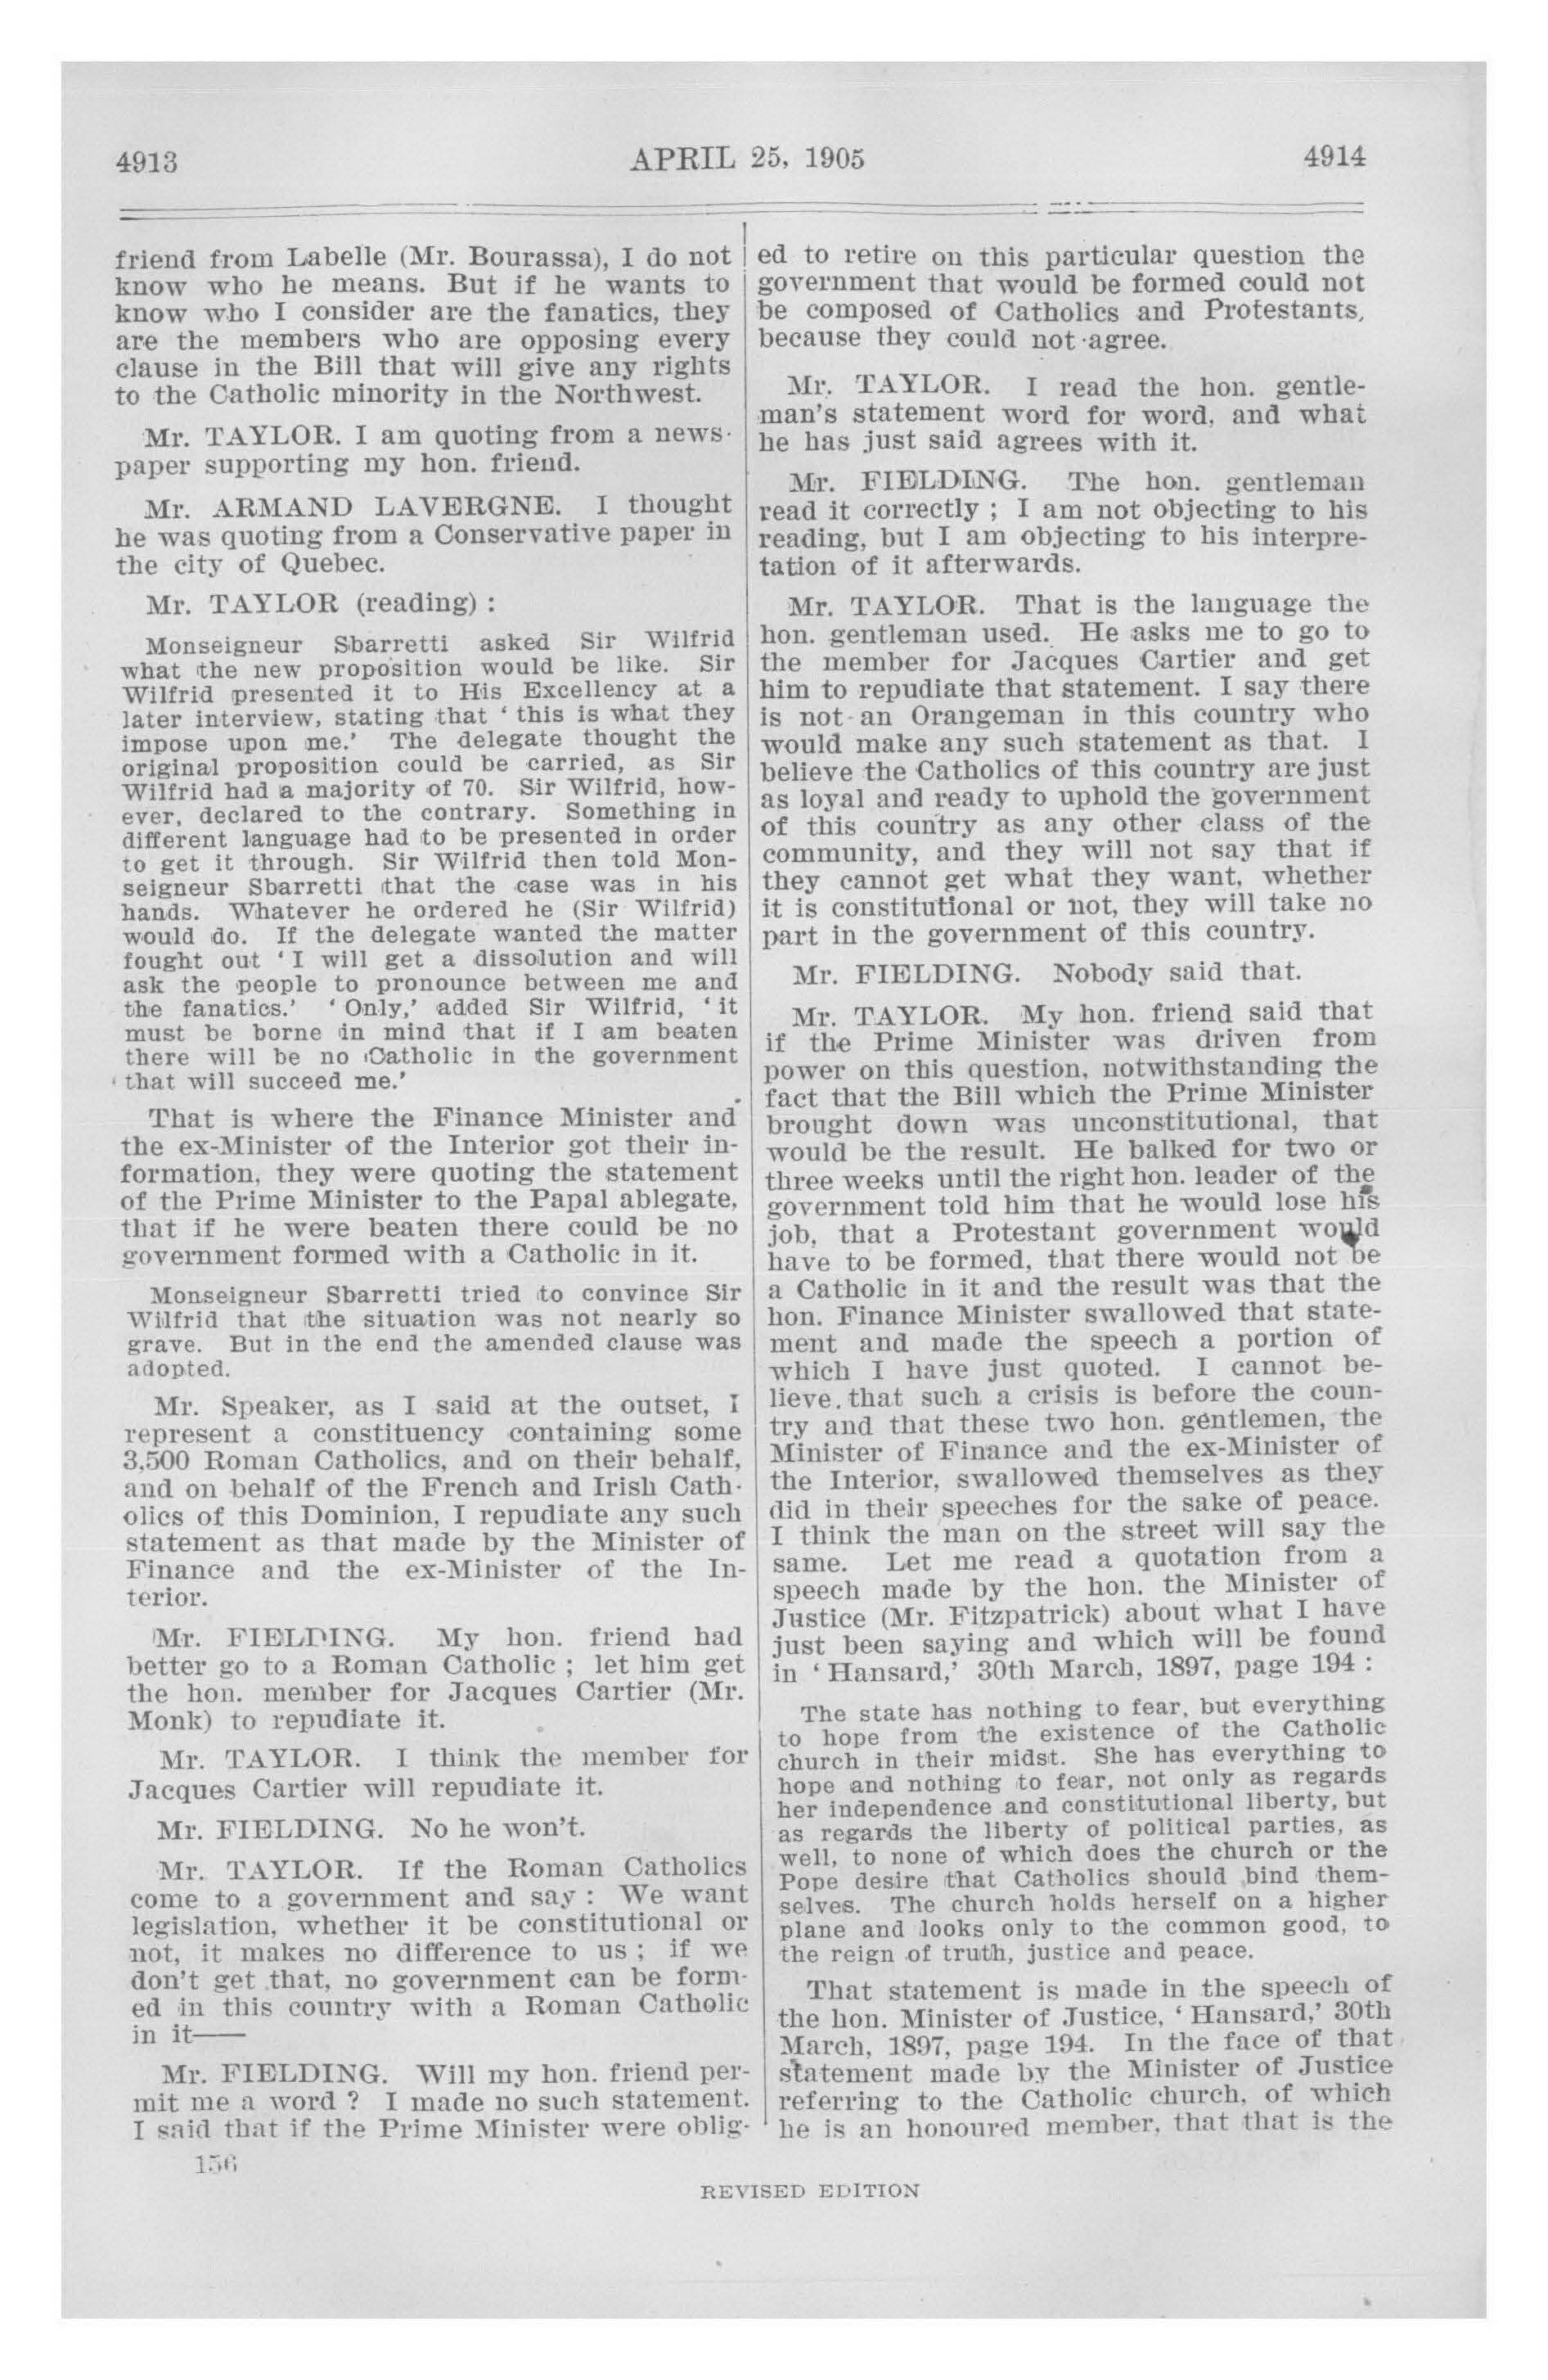 4913
APRIL 25, 1905
4914
friend from Labelle (Mr. Bourassa), I do not
know who he means. But if he wants to
know who I consider are the fanatics, they
are the members who are opposing every
clause in the Bill that will give any rights
to the Catholic minority in the Northwest.
Mr. TAYLOR. I am quoting from a news-
paper supporting my hon. friend.
Mr. ARMAND LAVERGNE. I thought
he was quoting from a Conservative paper in
the city of Quebec.
Mr. TAYLOR (reading) :
Monseigneur Sbarretti asked Sir Wilfrid
what the new proposition would be like. Sir
Wilfrid presented it to His Excellency at a
later interview, stating that ‘ this is what they
impose upon me.’ The delegate thought the
original proposition could be carried, as Sir
Wilfrid had a majority of 70. Sir Wilfrid, how-
ever, declared to the contrary. Something in
different language had to be presented in order
to get it through. Sir Wilfrid then told Mon-
seigneur Sbarretti that the case was in his
hands. Whatever he ordered he (Sir Wilfrid)
would do. If the delegate wanted the matter
fought out ‘ I will get a dissolution and will
ask the people to pronounce between me and
the fanatics.’ ‘ Only,’ added Sir Wilfrid, ‘ it
must be borne in mind that if I am beaten
there will be no Catholic in the government
that will succeed me.’
That is where the Finance Minister and
the ex-Minister of the Interior got their in-
formation, they were quoting the statement
of the Prime Minister to the Papal ablegate,
that if he were beaten there could be no
government formed with a Catholic in it.
Monseigneur Sbarretti tried to convince Sir
Wilfrid that the situation was not nearly so
grave. But in the end the amended clause was
adopted.
Mr. Speaker, as I said at the outset, I
represent a constituency containing some
3,500 Roman Catholics, and on their behalf,
and on behalf of the French and Irish Cath-
olics of this Dominion, I repudiate any such
statement as that made by the Minister of
Finance and the ex-Minister of the In-
terior.
Mr. FIELDING. My hon. friend had
better go to a Roman Catholic ; let him get
the hon. member for Jacques Cartier (Mr.
Monk) to repudiate it.
Mr. TAYLOR. I think the member for
Jacques Cartier will repudiate it.
Mr. FIELDING. No he won't.
Mr. TAYLOR. If the Roman Catholics
come to a government and say : We want
legislation, whether it be constitutional or
not, it makes no difference to us ; if we
don't get that, no government can be form-
ed in this country with a Roman Catholic
in it——
Mr. FIELDING. Will my hon. friend per-
mit me a word ? I made no such statement.
I said that if the Prime Minister were oblig-
156
ed to retire on this particular question the
government that would be formed could not
be composed of Catholics and Protestants,
because they could not agree.
Mr. TAYLOR. I read the hon. gentle-
man's statement word for word, and what
he has just said agrees with it.
Mr. FIELDING. The hon. gentleman
read it correctly ; I am not objecting to his
reading, but I am objecting to his interpre-
tation of it afterwards.
Mr. TAYLOR. That is the language the
hon. gentleman used. He asks me to go to
the member for Jacques Cartier and get
him to repudiate that statement. I say there
is not an Orangeman in this country who
would make any such statement as that. I
believe the Catholics of this country are just
as loyal and ready to uphold the government
of this country as any other class of the
community, and they will not say that if
they cannot get what they want, whether
it is constitutional or not, they will take no
part in the government of this country.
Mr. FIELDING. Nobody said that.
Mr. TAYLOR. My hon. friend said that
if the Prime Minister was driven from
power on this question, notwithstanding the
fact that the Bill which the Prime Minister
brought down was unconstitutional, that
would be the result. He balked for two or
three weeks until the right hon. leader of the
government told him that he would lose his
job, that a Protestant government would
have to be formed, that there would not be
a Catholic in it and the result was that the
hon. Finance Minister swallowed that state-
ment and made the speech a portion of
which I have just quoted. I cannot be-
lieve that such a crisis is before the coun-
try and that these two hon. gentlemen, the
Minister of Finance and the ex-Minister of
the Interior, swallowed themselves as they
did in their speeches for the sake of peace.
I think the man on the street will say the
same. Let me read a quotation from a
speech made by the hon. the Minister of
Justice (Mr. Fitzpatrick) about what I have
just been saying and which will be found
in ‘ Hansard,’ 30th March, 1897, page 194 :
The state has nothing to fear, but everything
to hope from the existence of the Catholic
church in their midst. She has everything to
hope and nothing to fear, not only as regards
her independence and constitutional liberty, but
as regards the liberty of political parties, as
well, to none of which does the church or the
Pope desire that Catholics should bind them-
selves. The church holds herself on a higher
plane and looks only to the common good, to
the reign of truth, justice and peace.
That statement is made in the speech of
the hon. Minister of Justice, ‘ Hansard,’ 30th
March, 1897, page 194. In the face of that
statement made by the Minister of Justice
referring to the Catholic church, of which
he is an honoured member, that that is the
REVISED EDITION